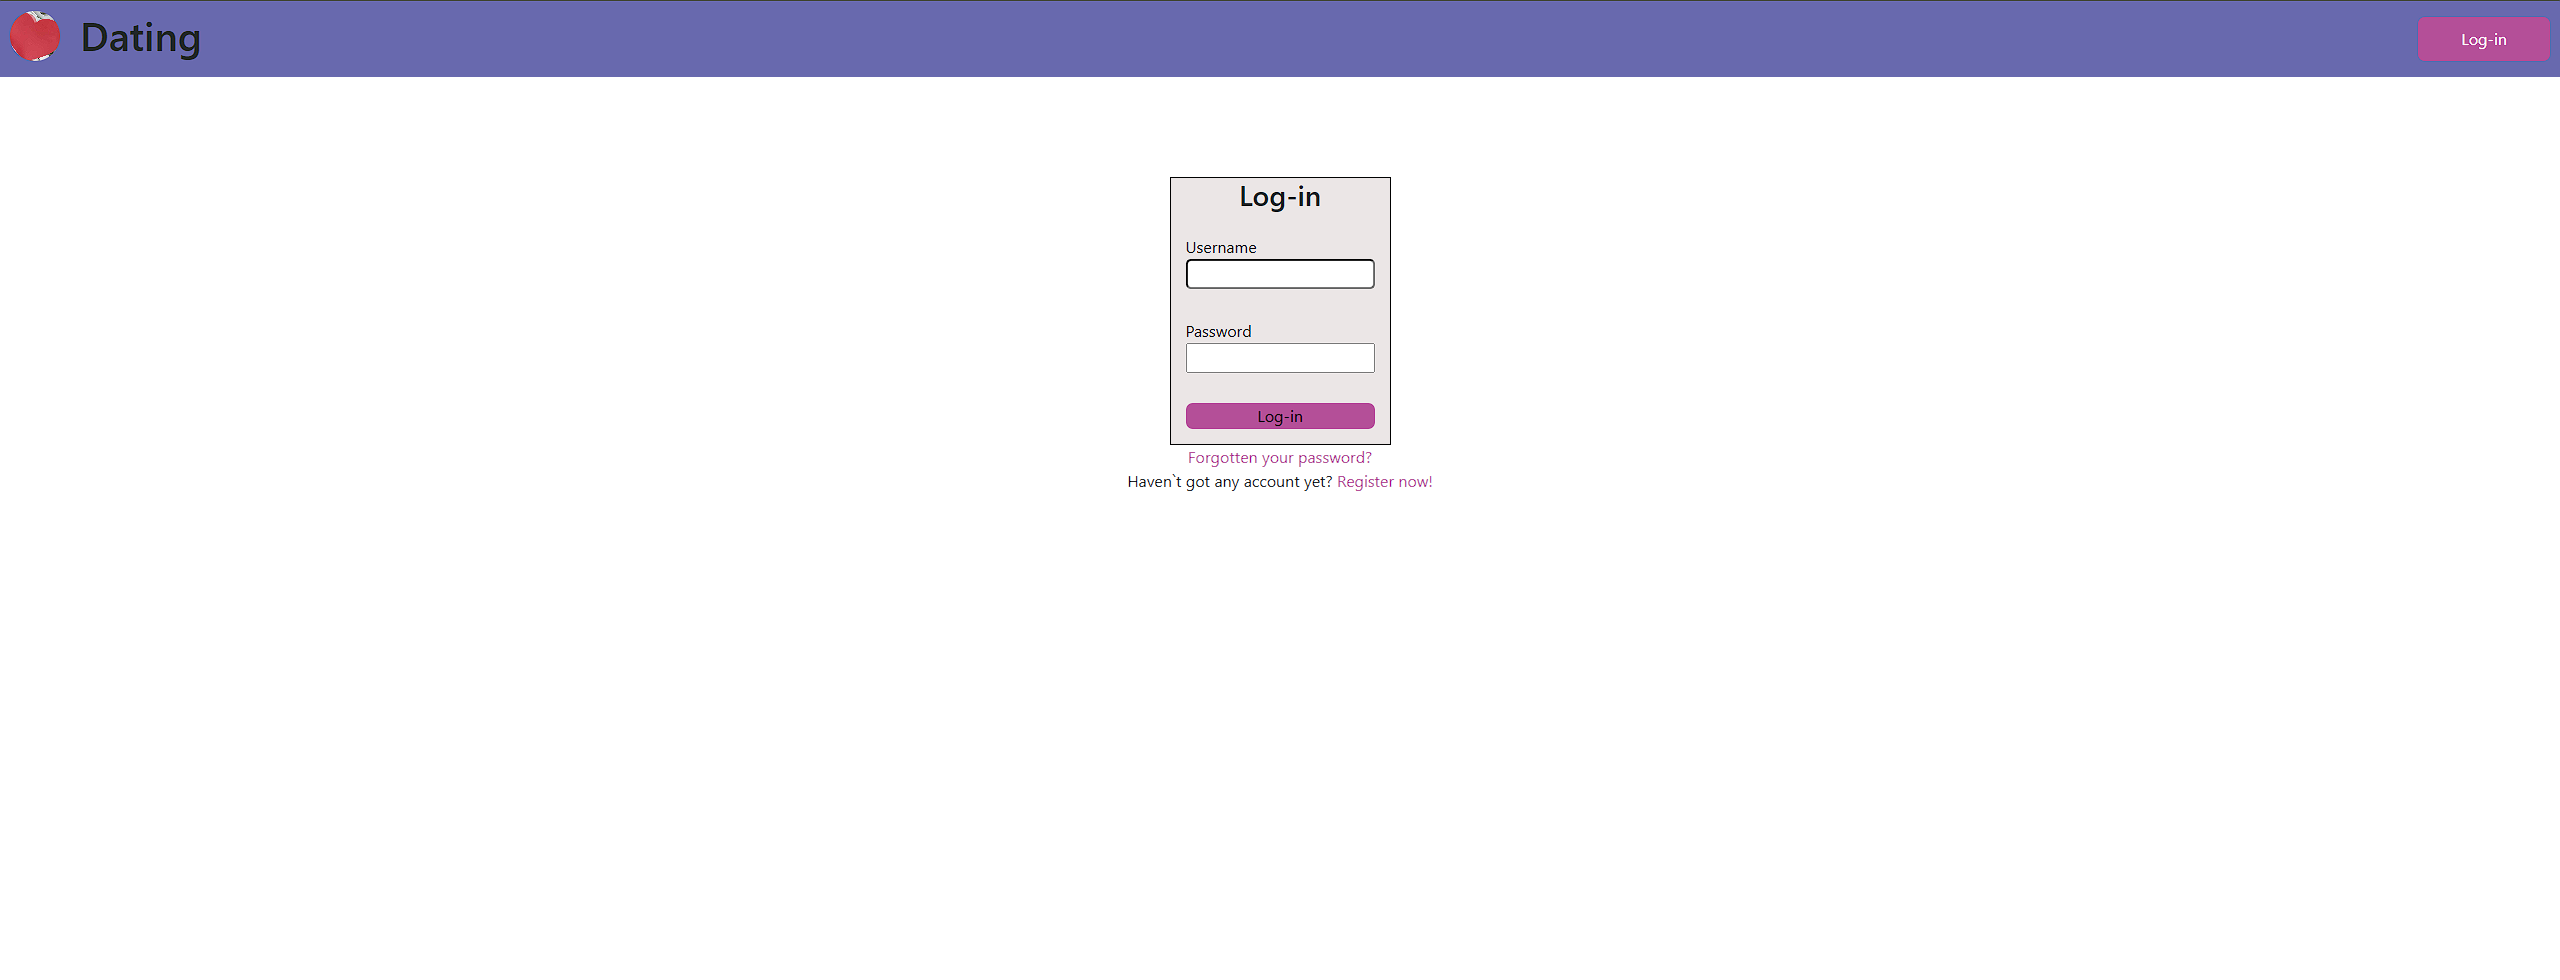 Dating
Log-in
Log-in
Username
Password
Log-in
Forgotten your password?
Haven`t got any account yet? Register now!